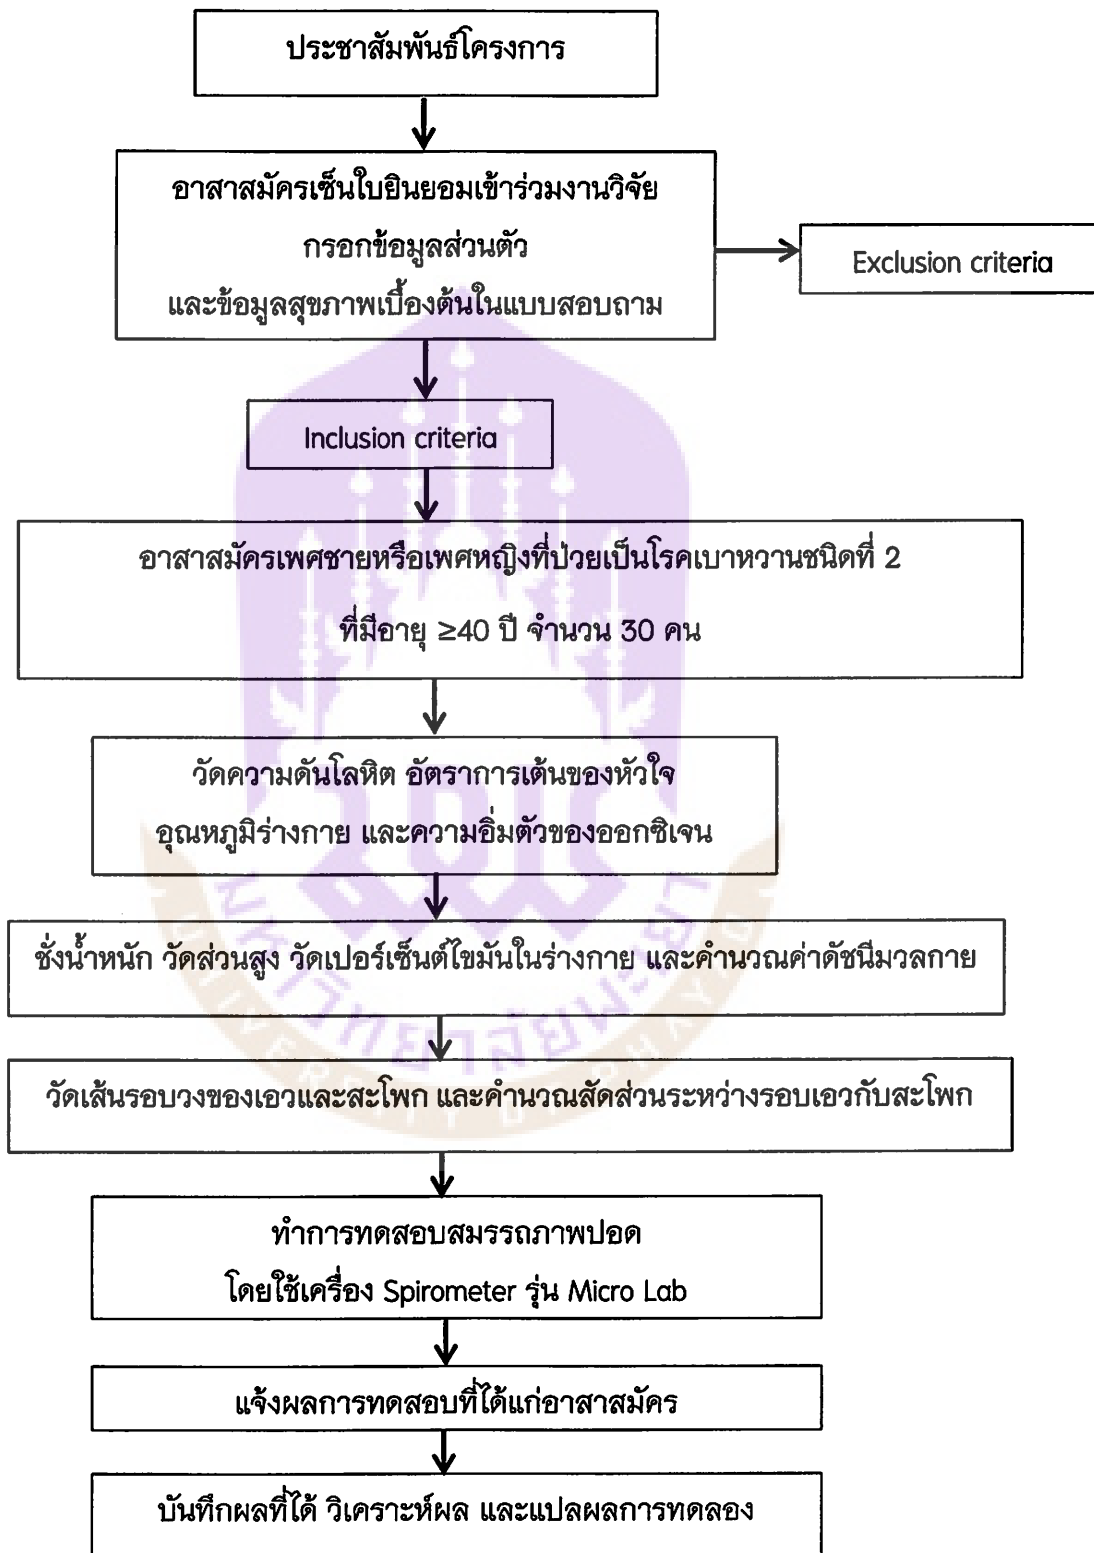 ประชาสัมพันธ์โครงการ
อาสาสมัครเซ็นใบยินยอมเข้าร่วมงานวิจัย
กรอกข้อมูลส่วนตัว
และข้อมูลสุขภาพเบื้องต้นในแบบสอบถาม
Exclusion criteria
Inclusion criteria
อาสาสมัครเพศชายหรือเพศหญิงที่ป่วยเป็นโรคเบาหวานชนิดที่ 2
ที่มีอายุ ≥40 ปี จำนวน 30 คน
วัดความดันโลหิต อัตราการเต้นของหัวใจ
อุณหภูมิร่างกาย และความอิ่มตัวของออกซิเจน
ชั่งน้ำหนัก วัดส่วนสูง วัดเปอร์เซ็นต์ไขมันในร่างกาย และคำนวณค่าดัชนีมวลกาย
วัดเส้นรอบวงของเอวและสะโพก และคำนวณสัดส่วนระหว่างรอบเอวกับสะโพก
ทำการทดสอบสมรรถภาพปอด
โดยใช้เครื่อง Spirometer รุ่น Micro Lab
แจ้งผลการทดสอบที่ได้แก่อาสาสมัคร
บันทึกผลที่ได้ วิเคราะห์ผล และแปลผลการทดลอง
มหาวิทยาลัยพะเยา
UNIVERSITY OF PHAYAO